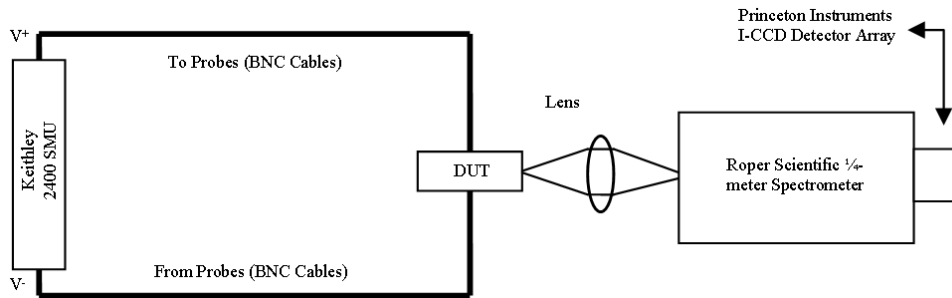 Princeton Instruments
I-CCD Detector Array
V+
To Probes (BNC Cables)
Lens
Keithley
2400 SMU
DUT
Roper Scientific ¼-
meter Spectrometer
From Probes (BNC Cables)
V-